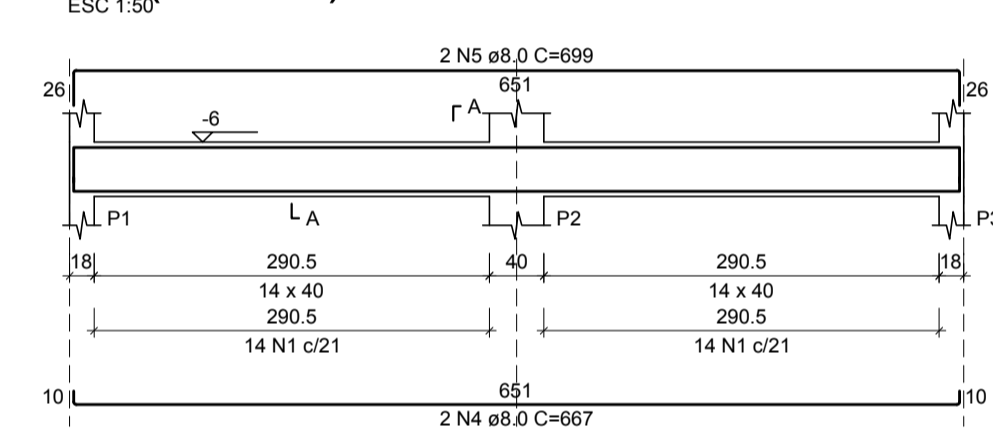 ESC 1:50
2 N5 ø8.0 C=699
26 651 26
A
-6
P1 A P2
18 290.5 40 290.5 18
14 x 40 14 x 40
290.5 290.5
14 N1 c/21 14 N1 c/21
10 651 10
2 N4 ø8.0 C=667